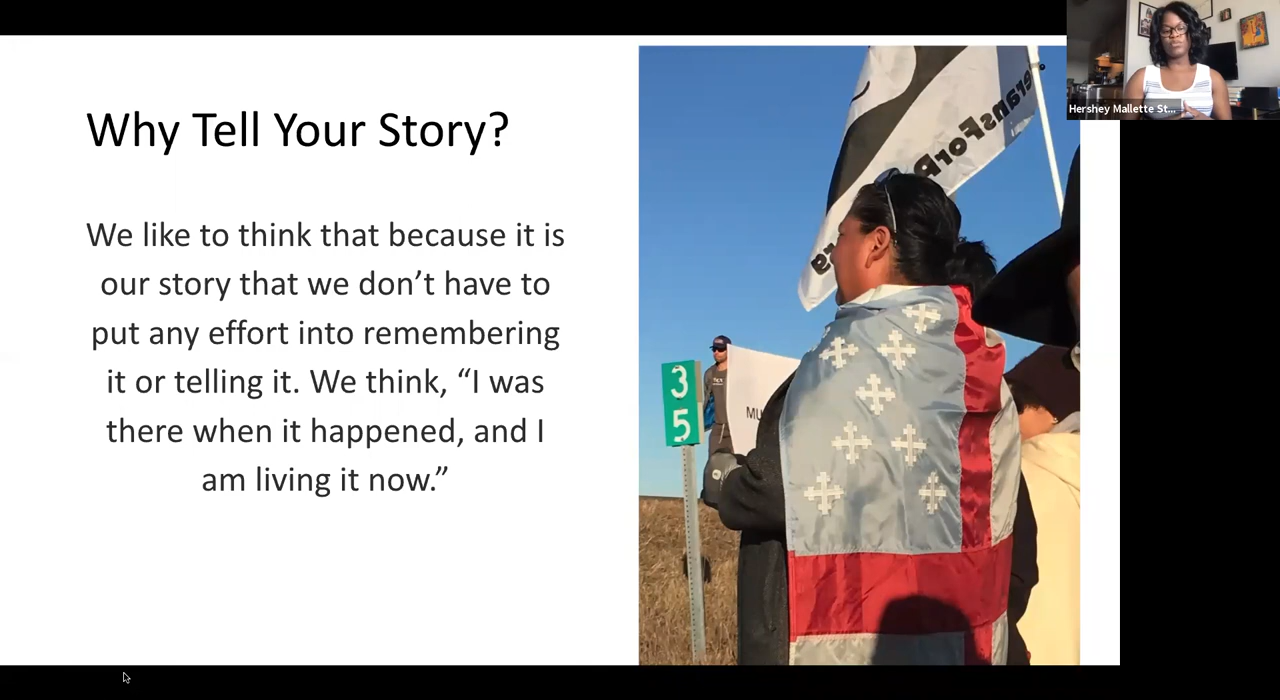 Hershey Mallette St...
Why Tell Your Story?
We like to think that because it is
our story that we don’t have to
put any effort into remembering
it or telling it. We think, “I was
there when it happened, and I
am living it now.”
3
5